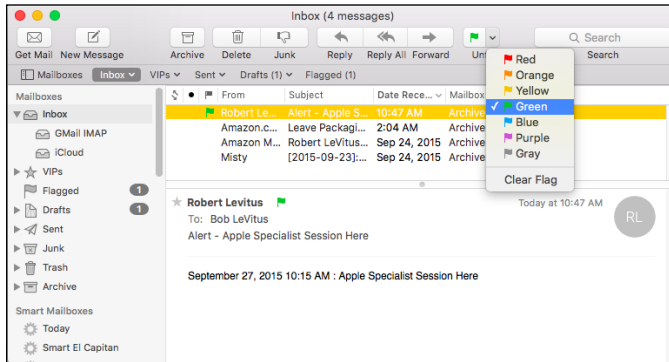 Inbox (4 messages)
Get Mail New Message Archive Delete Junk Reply Reply All Forward Search
Search
Mailboxes Inbox VIPs Sent Drafts (1) Flagged (1)
Red
Orange
Yellow
Green
Blue
Purple
Gray
Clear Flag
Mailboxes
Inbox
GMail IMAP
iCloud
VIPs
Flagged 1
Drafts 1
Sent
Junk
Trash
Archive
Smart Mailboxes
Today
Smart El Capitan
From Subject Date Rece... Mailbox
Robert Le... Alert - Apple S... 10:47 AM Archive
Amazon.c... Leave Packagi... 2:04 AM Archive
Amazon M... Robert LeVitus... Sep 24, 2015 Archive
Misty [2015-09-23]:... Sep 24, 2015 Archive
Robert Levitus Today at 10:47 AM
RL
To: Bob LeVitus
Alert - Apple Specialist Session Here
September 27, 2015 10:15 AM : Apple Specialist Session Here